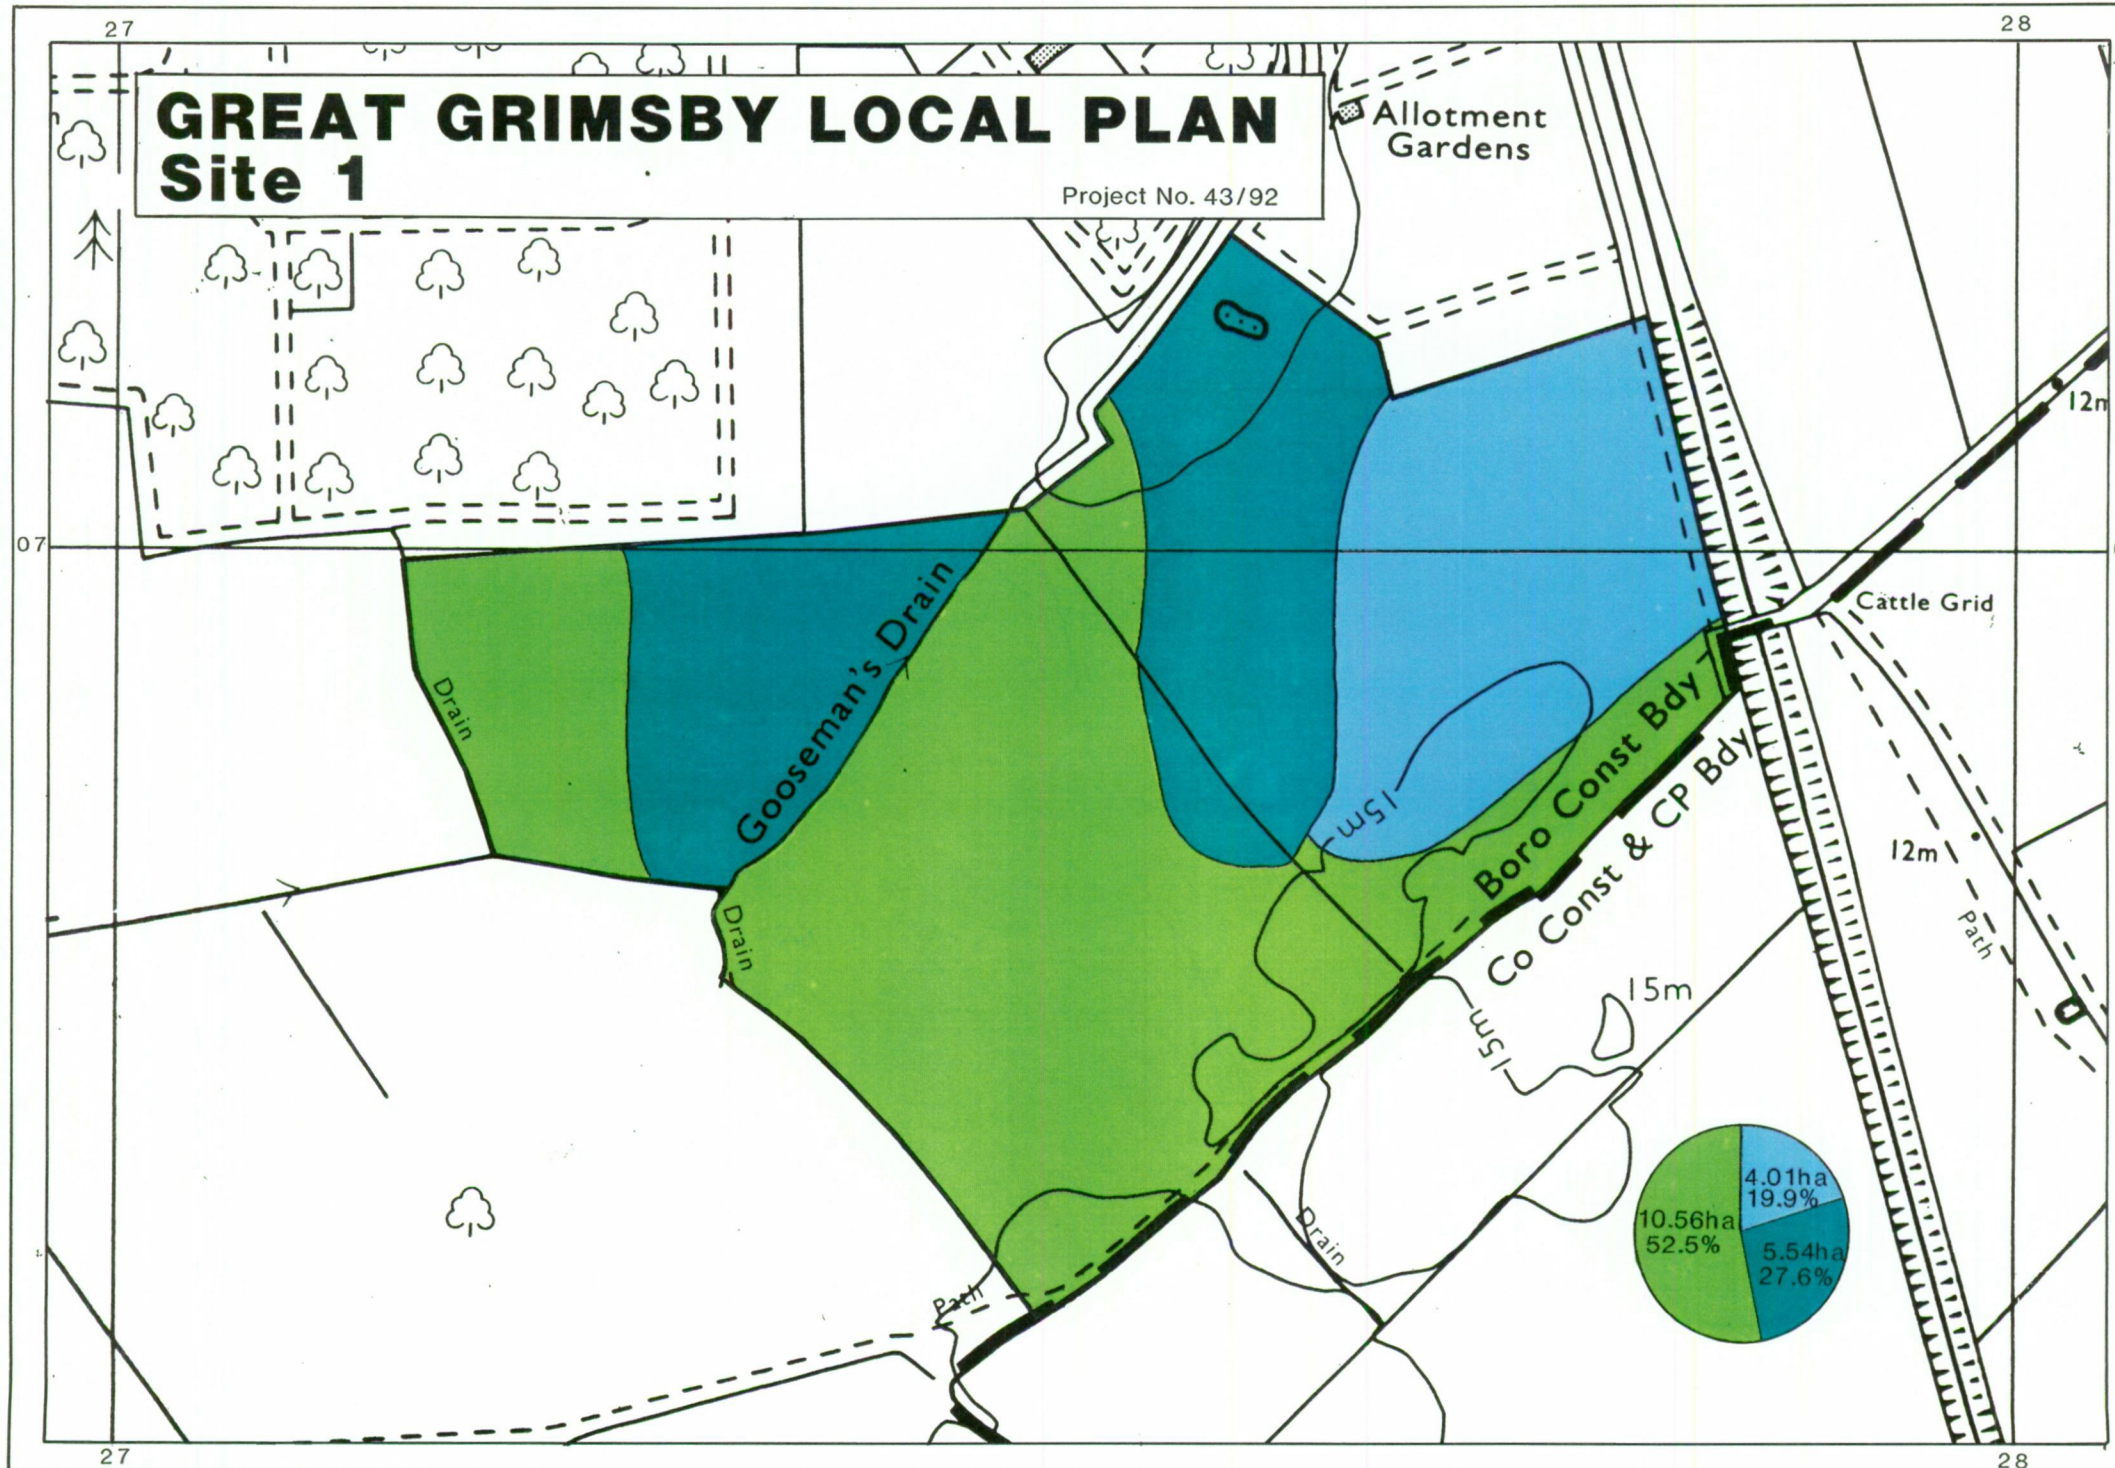 27
28
GREAT GRIMSBY LOCAL PLAN
Site 1
Project No. 43/92
Allotment
Gardens
12m
07
Cattle Grid
Gooseman's Drain
Drain
Boro Const Bdy
Co Const & CP Bdy
15m
12m
Path
Drain
15m
15m
4.01ha
19.9%
10.56ha
52.5%
5.54ha
27.6%
Drain
Path
27
28